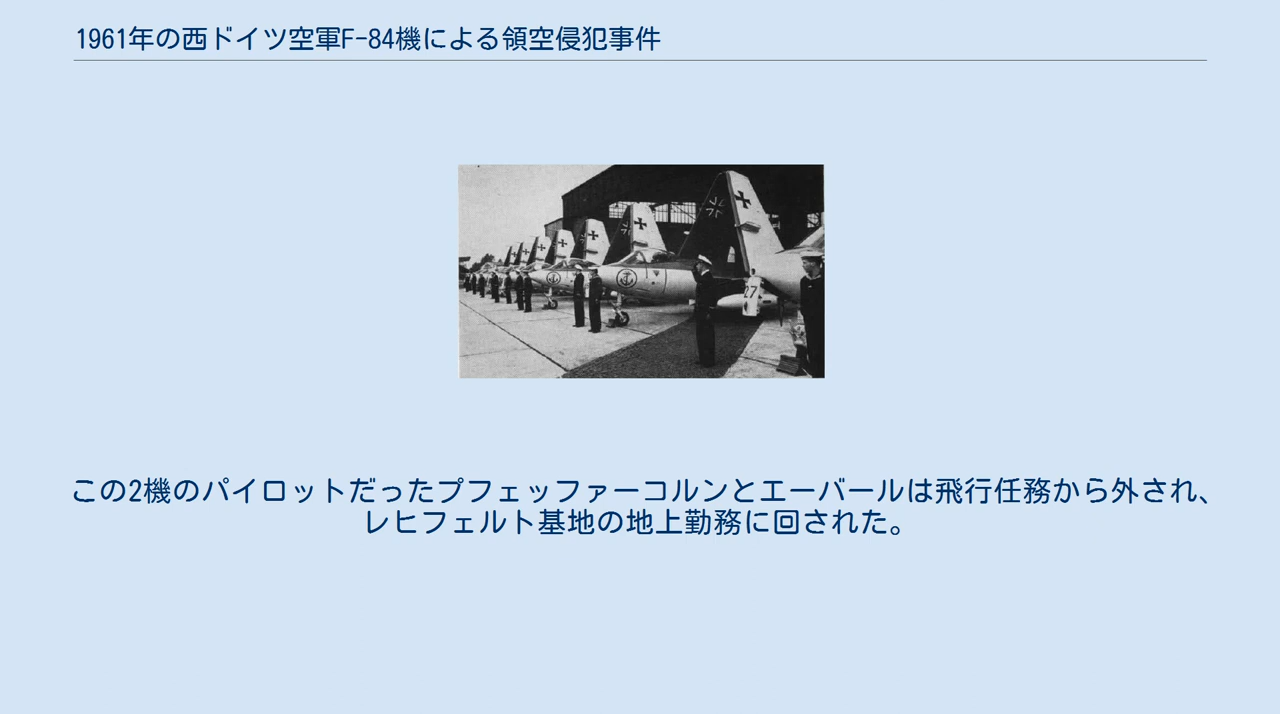 1961年の西ドイツ空軍F-84機による領空侵犯事件
27
この2機のパイロットだったプフェッファーコルンとエーバールは飛行任務から外され、
レヒフェルト基地の地上勤務に回された。